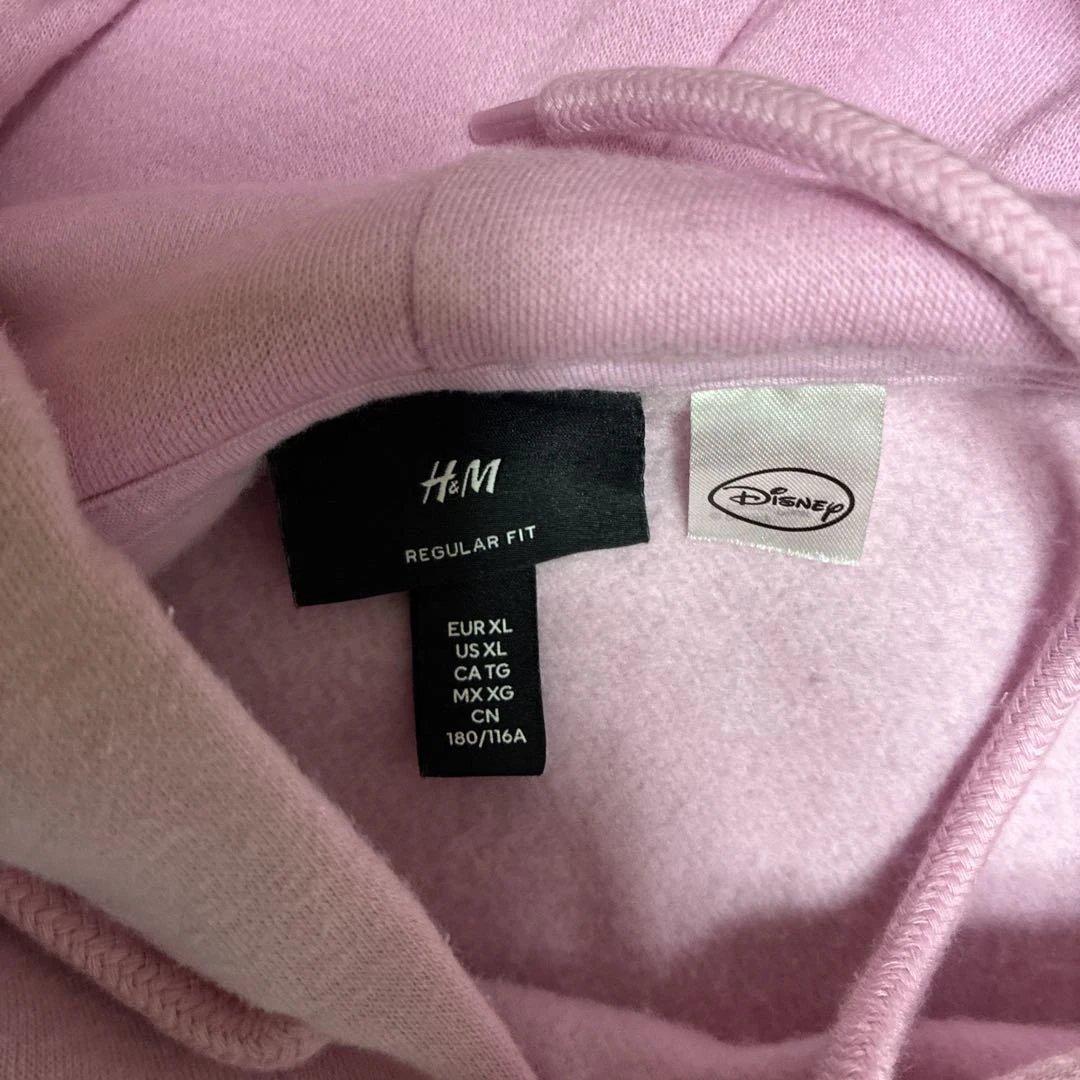 H&M
REGULAR FIT
EUR XL
US XL
CA TG
MX XG
CN
180/116A
DISNEY